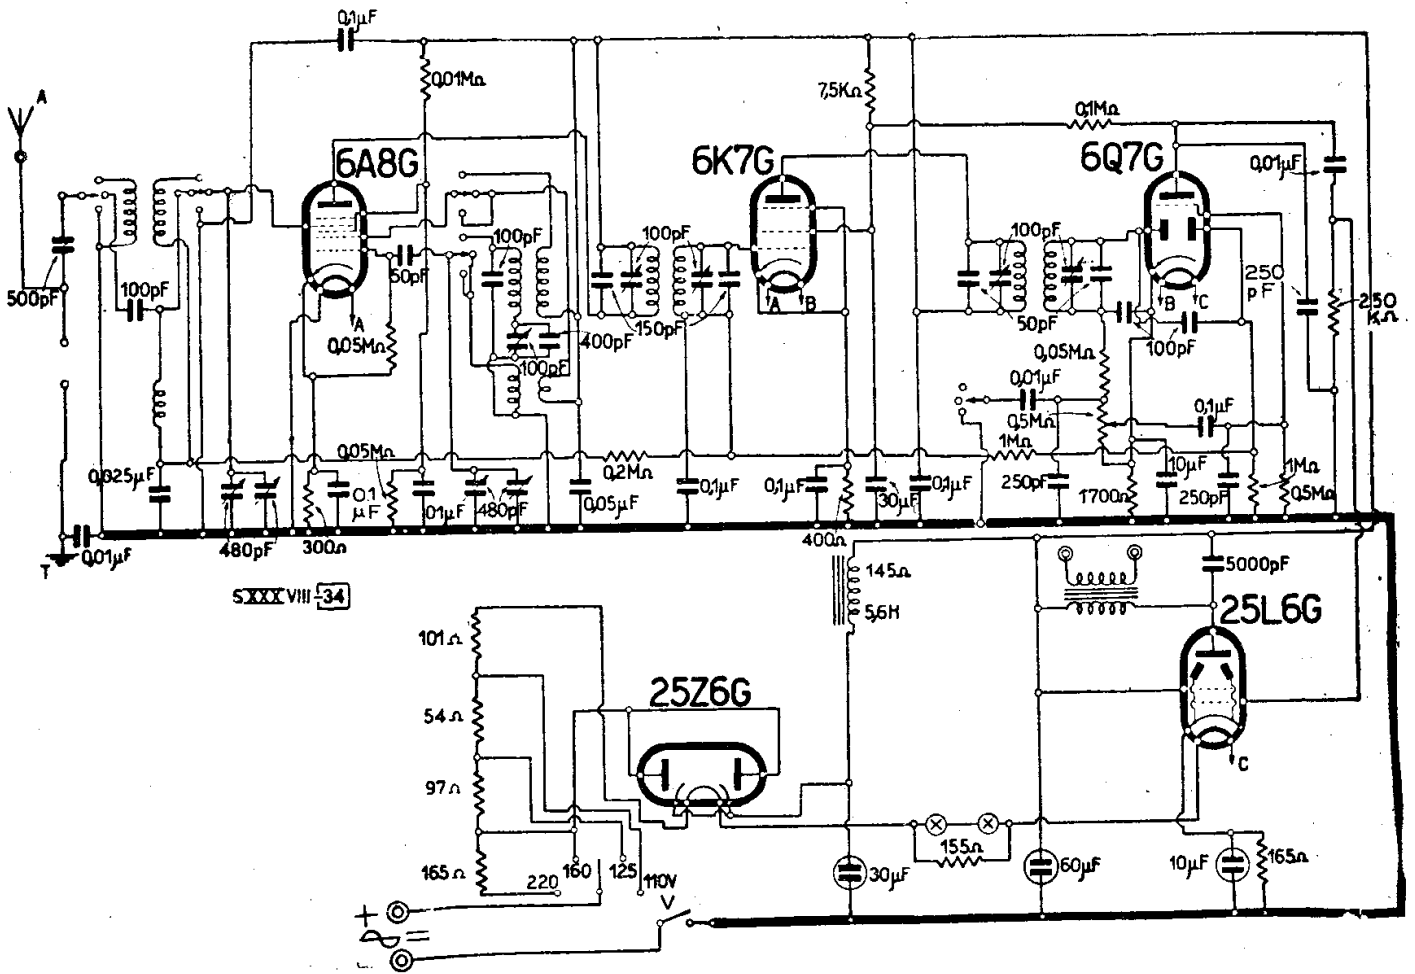 0,1µF
A
0,01MΩ
7,5KΩ
0,1MΩ
6A8G
6K7G
6Q7G
0,01µF
500pF
100pF
50pF
100pF
100pF
100pF
250
pF
250
KΩ
A
A
B
B
C
0,05MΩ
400pF
150pF
50pF
100pF
100pF
0,05MΩ
0,01µF
0,5MΩ
0,1µF
1MΩ
0,025µF
0,05MΩ
0,2MΩ
10µF
1MΩ
0.1
µF
01µF
480pF
0,05µF
0,1µF
0,1µF
30µF
0,1µF
250pF
1700Ω
250pF
0,5MΩ
T
0,01µF
480pF
300Ω
400Ω
SXXXVIII-34
145Ω
5,6H
5000pF
25L6G
101Ω
25Z6G
54Ω
97Ω
C
155Ω
165Ω
220
160
125
110V
V
30µF
60µF
10µF
165Ω
+
=
-